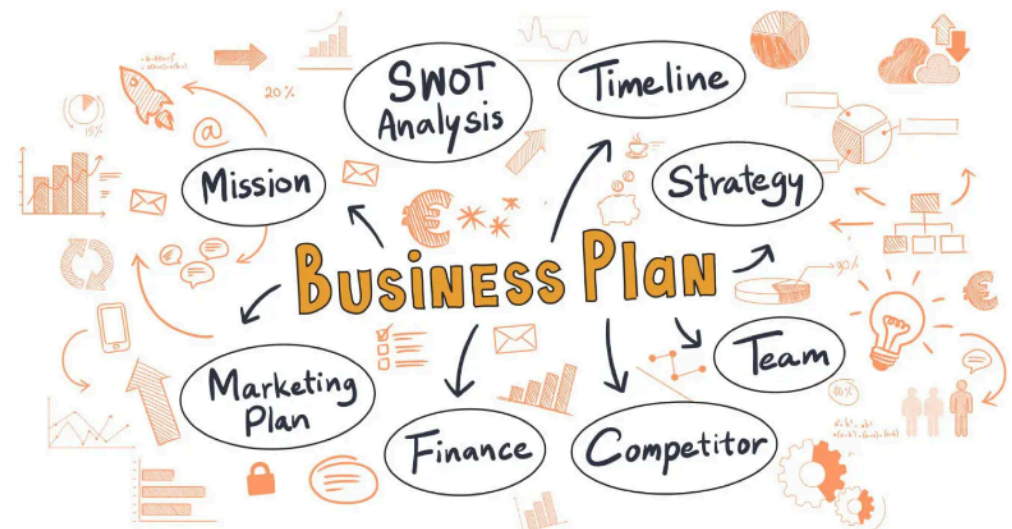 SWOT
Analysis
Timeline
20%
@
15%
Mission
Strategy
€
Business Plan
30%
€
Marketing
Plan
Team
Finance
Competitor